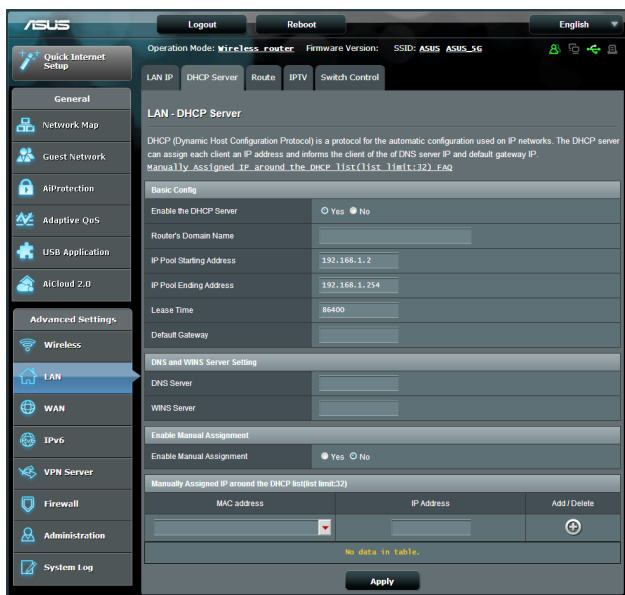 ASUS
Logout
Reboot
English
Quick Internet
Setup
Operation Mode: Wireless router Firmware Version: SSID: ASUS ASUS_5G
LAN IP
DHCP Server
Route
IPTV
Switch Control
General
Network Map
Guest Network
AiProtection
Adaptive QoS
USB Application
AiCloud 2.0
Advanced Settings
Wireless
LAN
WAN
IPv6
VPN Server
Firewall
Administration
System Log
LAN - DHCP Server
DHCP (Dynamic Host Configuration Protocol) is a protocol for the automatic configuration used on IP networks. The DHCP server
can assign each client an IP address and informs the client of the of DNS server IP and default gateway IP.
Manually Assigned IP around the DHCP list(list limit:32) FAQ
Basic Config
Enable the DHCP Server Yes No
Router's Domain Name
IP Pool Starting Address 192.168.1.2
IP Pool Ending Address 192.168.1.254
Lease Time 86400
Default Gateway
DNS and WINS Server Setting
DNS Server
WINS Server
Enable Manual Assignment
Enable Manual Assignment Yes No
Manually Assigned IP around the DHCP list(list limit:32)
MAC address IP Address Add / Delete
No data in table.
Apply